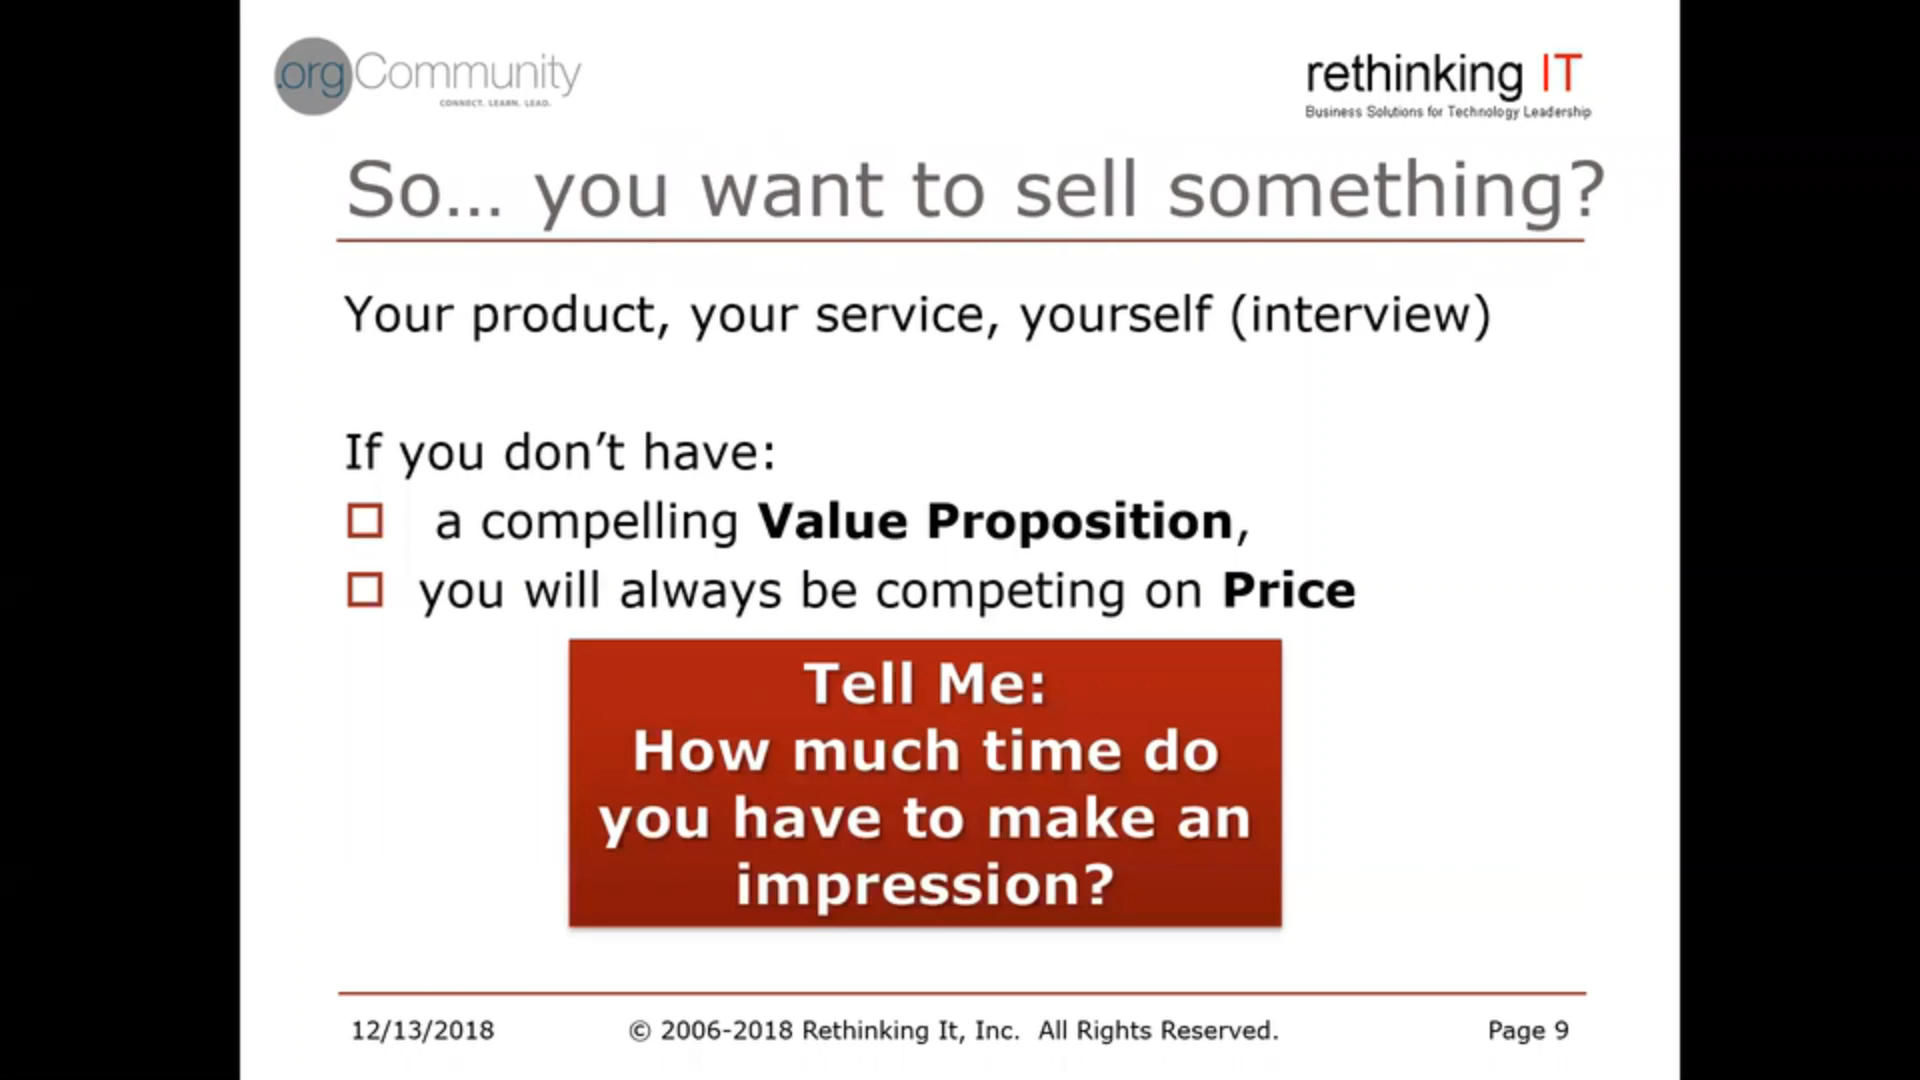 .orgCommunity
CONNECT. LEARN. LEAD.
rethinking IT
Business Solutions for Technology Leadership
So... you want to sell something?
Your product, your service, yourself (interview)
If you don’t have:
a compelling Value Proposition,
you will always be competing on Price
Tell Me:
How much time do
you have to make an
impression?
12/13/2018
© 2006-2018 Rethinking It, Inc. All Rights Reserved.
Page 9